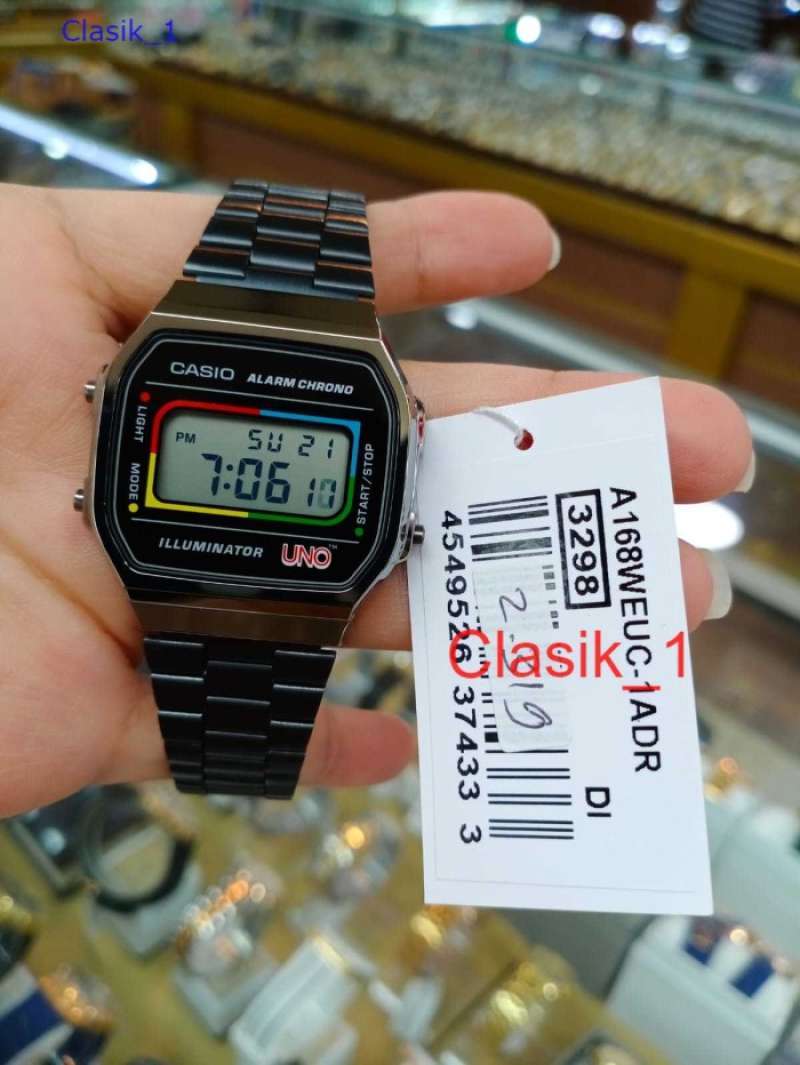 Clasik_1
CASIO ALARM CHRONO
LIGHT
MODE
START/STOP
PM SU 21
7:06 10
ILLUMINATOR UNO™
A168WEUC-1ADR
3298
DI
4549526 37433 3
Clasik_1